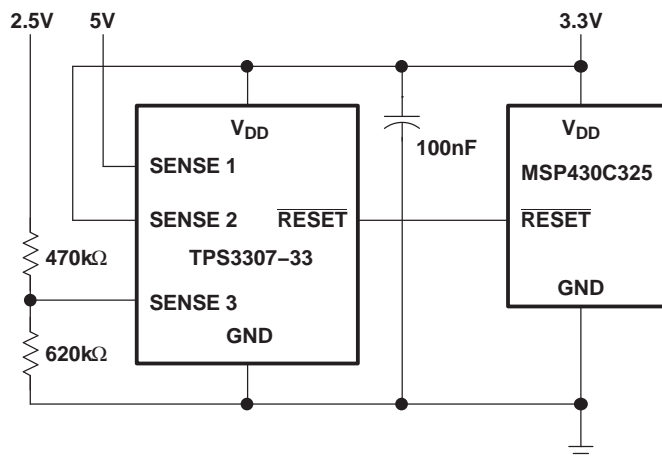 2.5V 5V 3.3V
VDD VDD
100nF
SENSE 1 MSP430C325
SENSE 2 RESET RESET
470kΩ TPS3307–33
SENSE 3 GND
GND
620kΩ